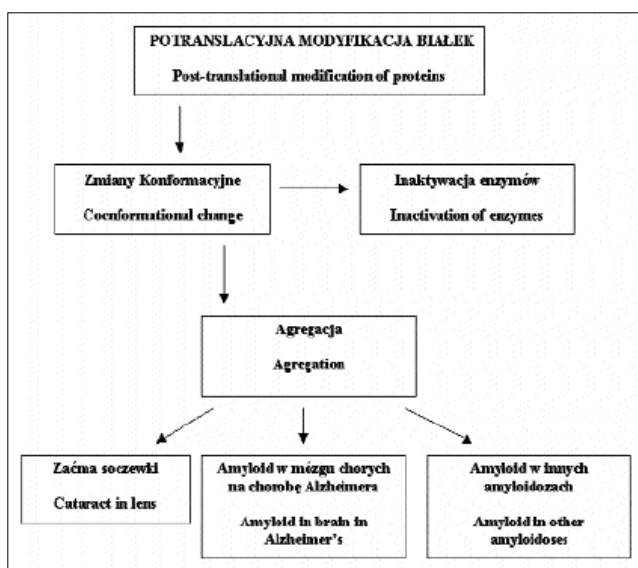 POTRANSLACYJNA MODYFIKACJA BIAŁEK
Post-translational modification of proteins
Zmiany Konformacyjne
Coenformational change
Inaktywacja enzymów
Inactivation of enzymes
Agregacja
Agregation
Zaćma soczewki
Cataract in lens
Amyloid w mózgu chorych
na chorobę Alzheimera
Amyloid in brain in
Alzheimer's
Amyloid w innych
amyloidozach
Amyloid in other
amyloidoses